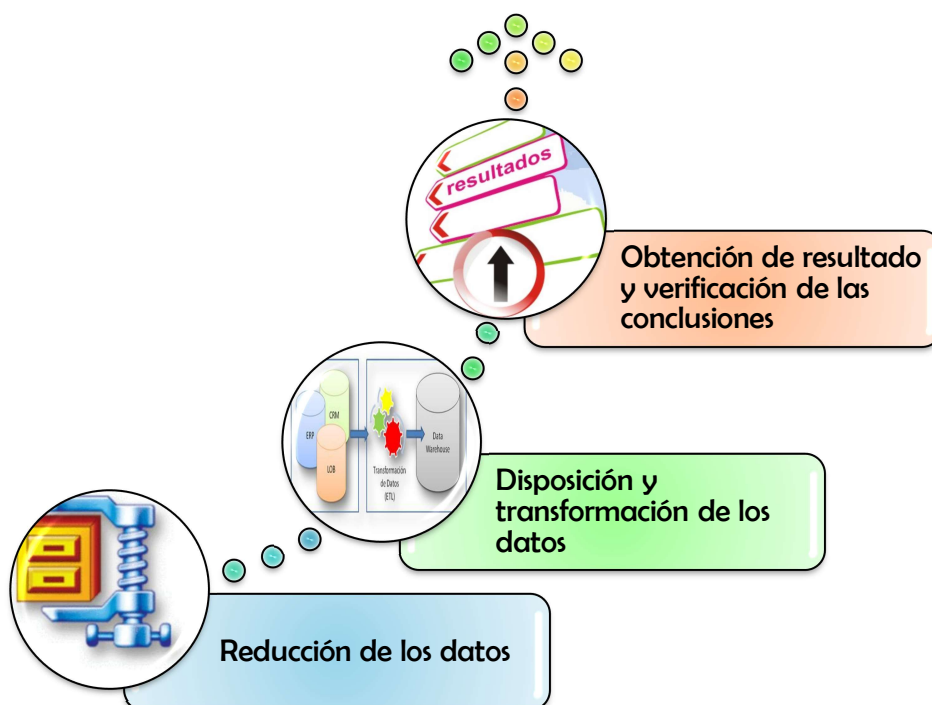 resultados
Obtención de resultado
y verificación de las
conclusiones
CRM
ERP
LOB
Transformación
de Datos
(ETL)
Data
Warehouse
Disposición y
transformación de los
datos
Reducción de los datos